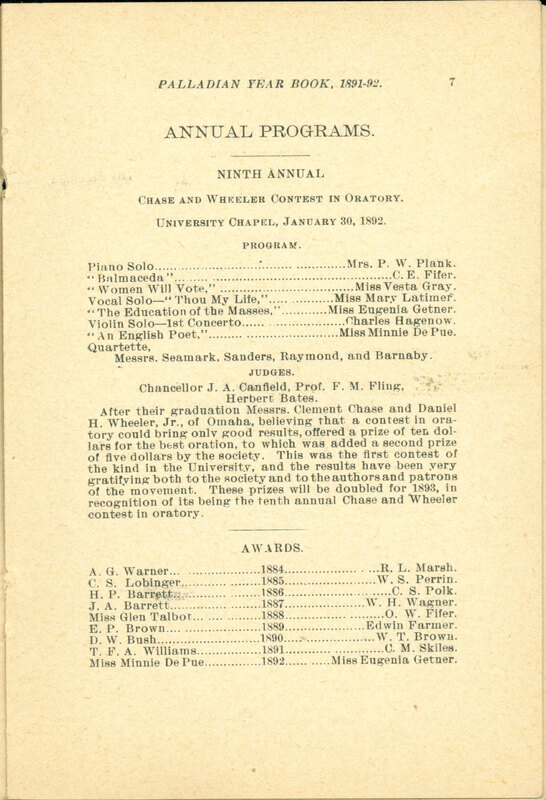 PALLADIAN YEAR BOOK, 1891-92. 7
ANNUAL PROGRAMS.
NINTH ANNUAL
CHASE AND WHEELER CONTEST IN ORATORY.
UNIVERSITY CHAPEL, JANUARY 30, 1892.
PROGRAM.
Piano Solo..............................Mrs. P. W. Plank.
"Balmaceda"..............................C. E. Fifer.
"Women Will Vote,"..............................Miss Vesta Gray.
Vocal Solo—"Thou My Life,"....................Miss Mary Latimer.
"The Education of the Masses,"............Miss Eugenia Getner.
Violin Solo—1st Concerto....................Charles Hagenow.
"An English Poet,"..............................Miss Minnie De Pue.
Quartette,
Messrs. Seamark, Sanders, Raymond, and Barnaby.
JUDGES.
Chancellor J. A. Canfield, Prof. F. M. Fling,
Herbert Bates.
After their graduation Messrs. Clement Chase and Daniel
H. Wheeler, Jr., of Omaha, believing that a contest in ora-
tory could bring only good results, offered a prize of ten dol-
lars for the best oration, to which was added a second prize
of five dollars by the society. This was the first contest of
the kind in the University, and the results have been very
gratifying both to the society and to the authors and patrons
of the movement. These prizes will be doubled for 1893, in
recognition of its being the tenth annual Chase and Wheeler
contest in oratory.
AWARDS.
A. G. Warner....................1884....................R. L. Marsh.
C. S. Lobinger....................1885....................W. S. Perrin.
H. P. Barrett....................1886....................C. S. Polk.
J. A. Barrett....................1887....................W. H. Wagner.
Miss Glen Talbot....................1888....................O. W. Fifer.
E. P. Brown....................1889....................Edwin Farmer.
D. W. Bush....................1890....................W. T. Brown.
T. F. A. Williams....................1891....................C. M. Skiles.
Miss Minnie De Pue..............1892..........Miss Eugenia Getner.